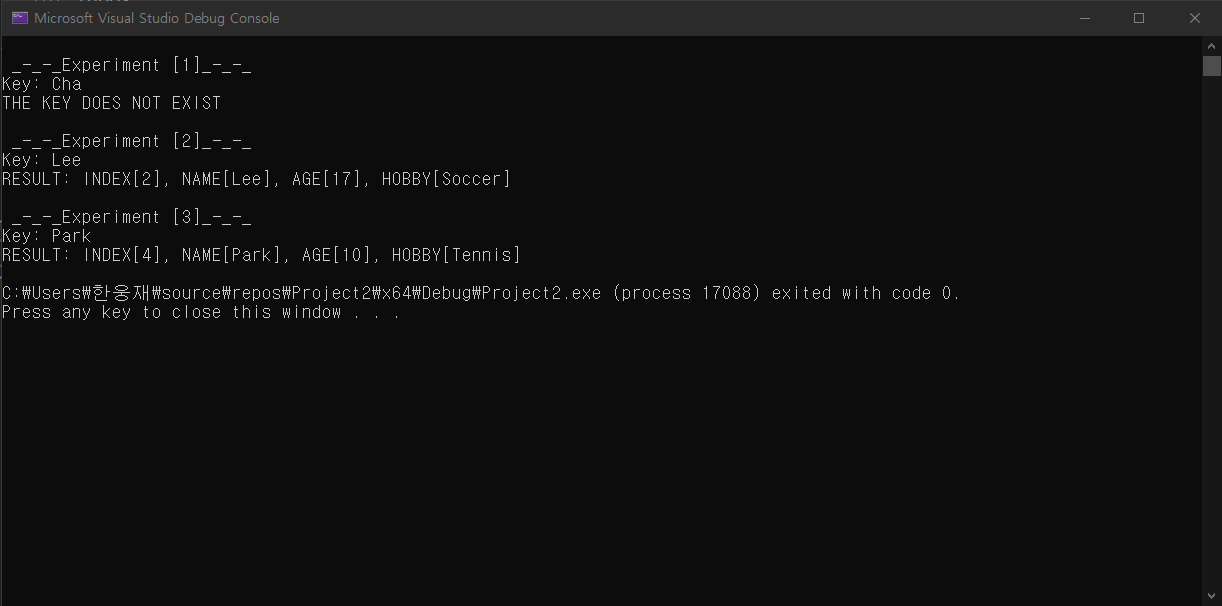 Microsoft Visual Studio Debug Console
_-_-_Experiment [1]_-_-_
Key: Cha
THE KEY DOES NOT EXIST
_-_-_Experiment [2]_-_-_
Key: Lee
RESULT: INDEX[2], NAME[Lee], AGE[17], HOBBY[Soccer]
_-_-_Experiment [3]_-_-_
Key: Park
RESULT: INDEX[4], NAME[Park], AGE[10], HOBBY[Tennis]
C:₩Users₩한웅재₩source₩repos₩Project2₩x64₩Debug₩Project2.exe (process 17088) exited with code 0.
Press any key to close this window . . .